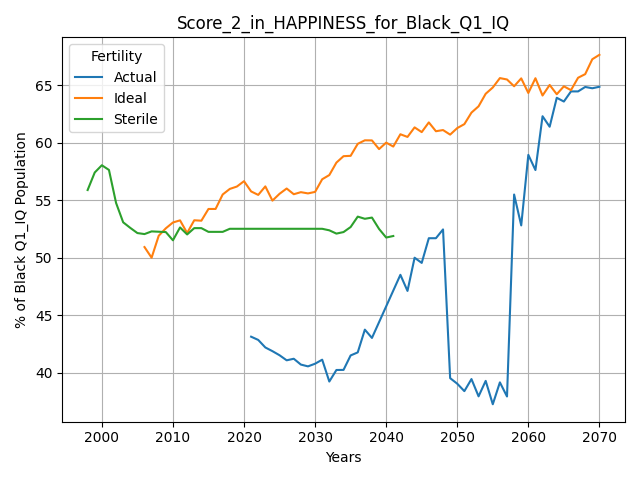 Score_2_in_HAPPINESS_for_Black_Q1_IQ
Fertility
Actual
Ideal
Sterile
% of Black Q1_IQ Population
65
60
55
50
45
40
2000 2010 2020 2030 2040 2050 2060 2070
Years